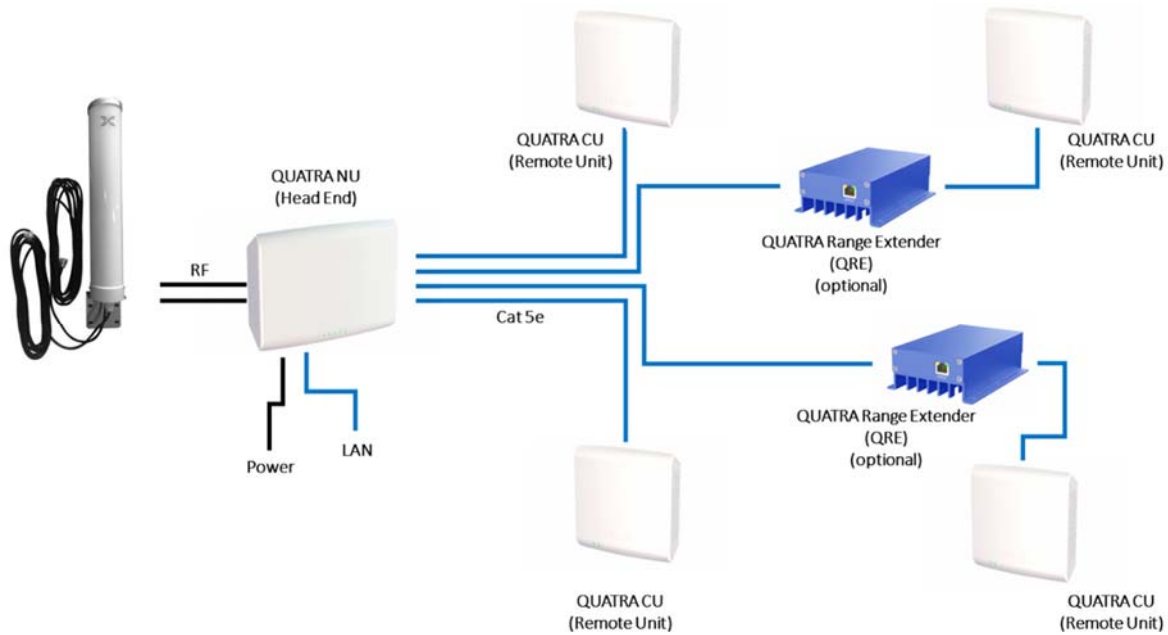 QUATRA CU
(Remote Unit)
QUATRA CU
(Remote Unit)
QUATRA NU
(Head End)
QUATRA Range Extender
(QRE)
(optional)
RF
Cat 5e
QUATRA Range Extender
(QRE)
(optional)
LAN
Power
QUATRA CU
(Remote Unit)
QUATRA CU
(Remote Unit)